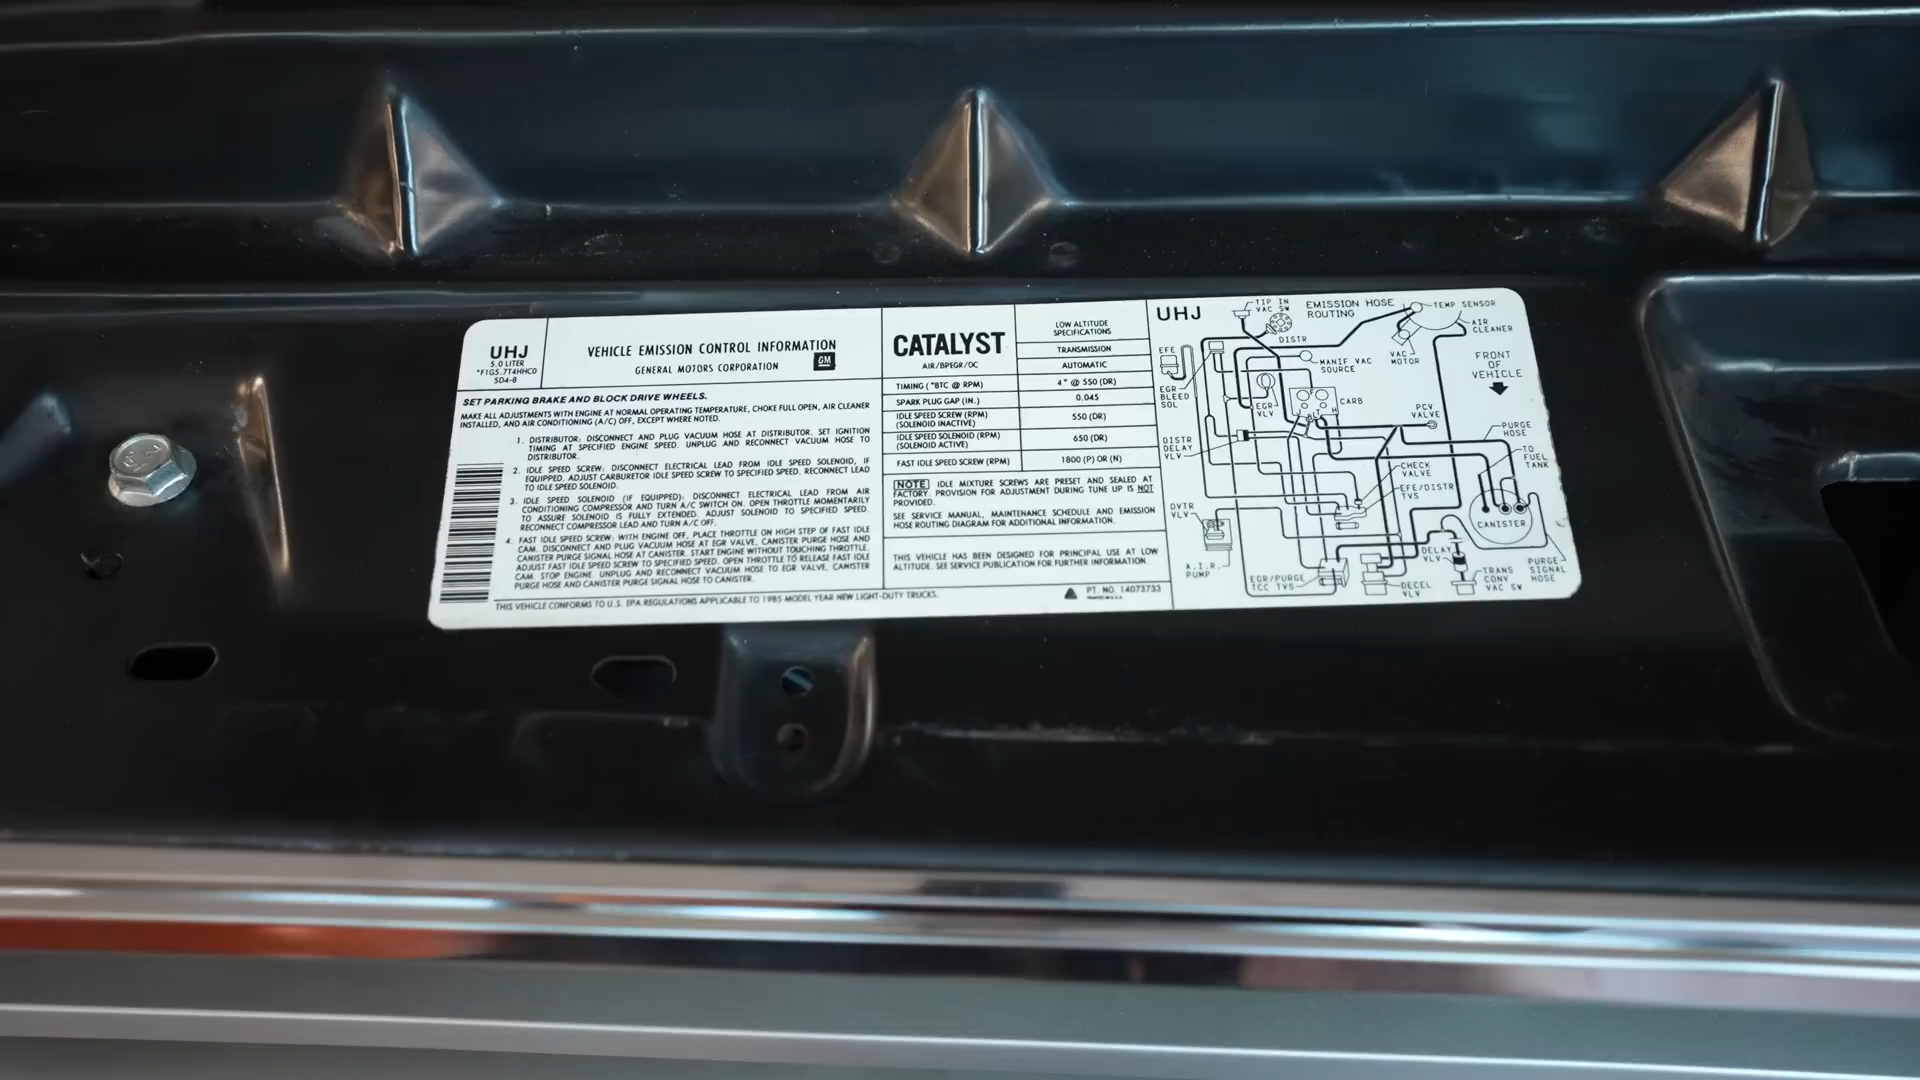 UHJ
5.0 LITER
*F1G5.7T4HHC0
5D4-8
VEHICLE EMISSION CONTROL INFORMATION
GENERAL MOTORS CORPORATION
GM
SET PARKING BRAKE AND BLOCK DRIVE WHEELS.
MAKE ALL ADJUSTMENTS WITH ENGINE AT NORMAL OPERATING TEMPERATURE, CHOKE FULL OPEN, AIR CLEANER
INSTALLED, AND AIR CONDITIONING (A/C) OFF, EXCEPT WHERE NOTED.
1. DISTRIBUTOR: DISCONNECT AND PLUG VACUUM HOSE AT DISTRIBUTOR. SET IGNITION
TIMING AT SPECIFIED ENGINE SPEED. UNPLUG AND RECONNECT VACUUM HOSE TO
DISTRIBUTOR.
2. IDLE SPEED SCREW: DISCONNECT ELECTRICAL LEAD FROM IDLE SPEED SOLENOID, IF
EQUIPPED. ADJUST CARBURETOR IDLE SPEED SCREW TO SPECIFIED SPEED. RECONNECT LEAD
TO IDLE SPEED SOLENOID.
3. IDLE SPEED SOLENOID (IF EQUIPPED): DISCONNECT ELECTRICAL LEAD FROM AIR
CONDITIONING COMPRESSOR AND TURN A/C SWITCH ON. OPEN THROTTLE MOMENTARILY
TO ASSURE SOLENOID IS FULLY EXTENDED. ADJUST SOLENOID TO SPECIFIED SPEED.
RECONNECT COMPRESSOR LEAD AND TURN A/C OFF.
4. FAST IDLE SPEED SCREW: WITH ENGINE OFF, PLACE THROTTLE ON HIGH STEP OF FAST IDLE
CAM. DISCONNECT AND PLUG VACUUM HOSE AT EGR VALVE, CANISTER PURGE HOSE AND
CANISTER PURGE SIGNAL HOSE AT CANISTER. START ENGINE WITHOUT TOUCHING THROTTLE.
ADJUST FAST IDLE SPEED SCREW TO SPECIFIED SPEED. OPEN THROTTLE TO RELEASE FAST IDLE
CAM. STOP ENGINE. UNPLUG AND RECONNECT VACUUM HOSE TO EGR VALVE, CANISTER
PURGE HOSE AND CANISTER PURGE SIGNAL HOSE TO CANISTER.
THIS VEHICLE CONFORMS TO U.S. EPA REGULATIONS APPLICABLE TO 1985 MODEL YEAR NEW LIGHT-DUTY TRUCKS.
CATALYST
AIR/BPEGR/OC
LOW ALTITUDE
SPECIFICATIONS
TRANSMISSION
AUTOMATIC
TIMING (°BTC @ RPM) 4° @ 550 (DR)
SPARK PLUG GAP (IN.) 0.045
IDLE SPEED SCREW (RPM)
(SOLENOID INACTIVE) 550 (DR)
IDLE SPEED SOLENOID (RPM)
(SOLENOID ACTIVE) 650 (DR)
FAST IDLE SPEED SCREW (RPM) 1800 (P) OR (N)
NOTE IDLE MIXTURE SCREWS ARE PRESET AND SEALED AT
FACTORY. PROVISION FOR ADJUSTMENT DURING TUNE UP IS NOT
PROVIDED.
SEE SERVICE MANUAL, MAINTENANCE SCHEDULE AND EMISSION
HOSE ROUTING DIAGRAM FOR ADDITIONAL INFORMATION.
THIS VEHICLE HAS BEEN DESIGNED FOR PRINCIPAL USE AT LOW
ALTITUDE. SEE SERVICE PUBLICATION FOR FURTHER INFORMATION.
PT. NO. 14073733
UHJ
TIP IN
VAC SW
EMISSION HOSE
ROUTING
TEMP SENSOR
AIR
CLEANER
DISTR
EFE
MANIF VAC
SOURCE
VAC
MOTOR
FRONT
OF
VEHICLE
EGR
BLEED
SOL
EGR
VLV
CARB
PCV
VALVE
PURGE
HOSE
DISTR
DELAY
VLV
TO
FUEL
TANK
CHECK
VALVE
EFE/DISTR
TVS
DVTR
VLV
CANISTER
A.I.R.
PUMP
EGR/PURGE
TCC TVS
DECEL
VLV
DELAY
VLV
TRANS
CONV
VAC SW
PURGE
SIGNAL
HOSE